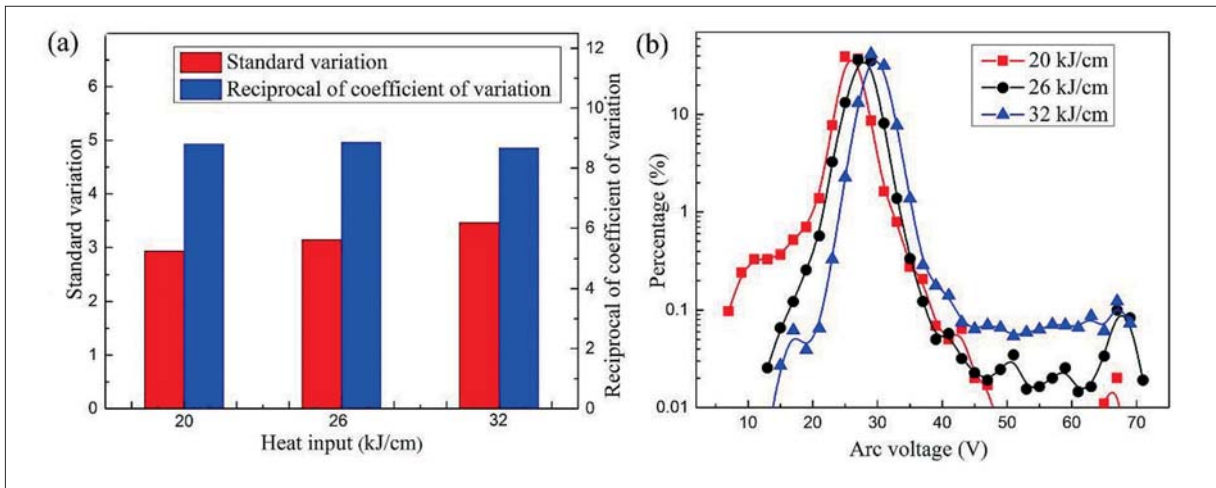 (a)
Standard variation
Reciprocal of coefficient of variation
Standard variation
6
5
4
3
2
1
0
12
10
8
6
4
2
0
Reciprocal of coefficient of variation
20 26 32
Heat input (kJ/cm)
(b)
20 kJ/cm
26 kJ/cm
32 kJ/cm
Percentage (%)
10
1
0.1
0.01
10 20 30 40 50 60 70
Arc voltage (V)